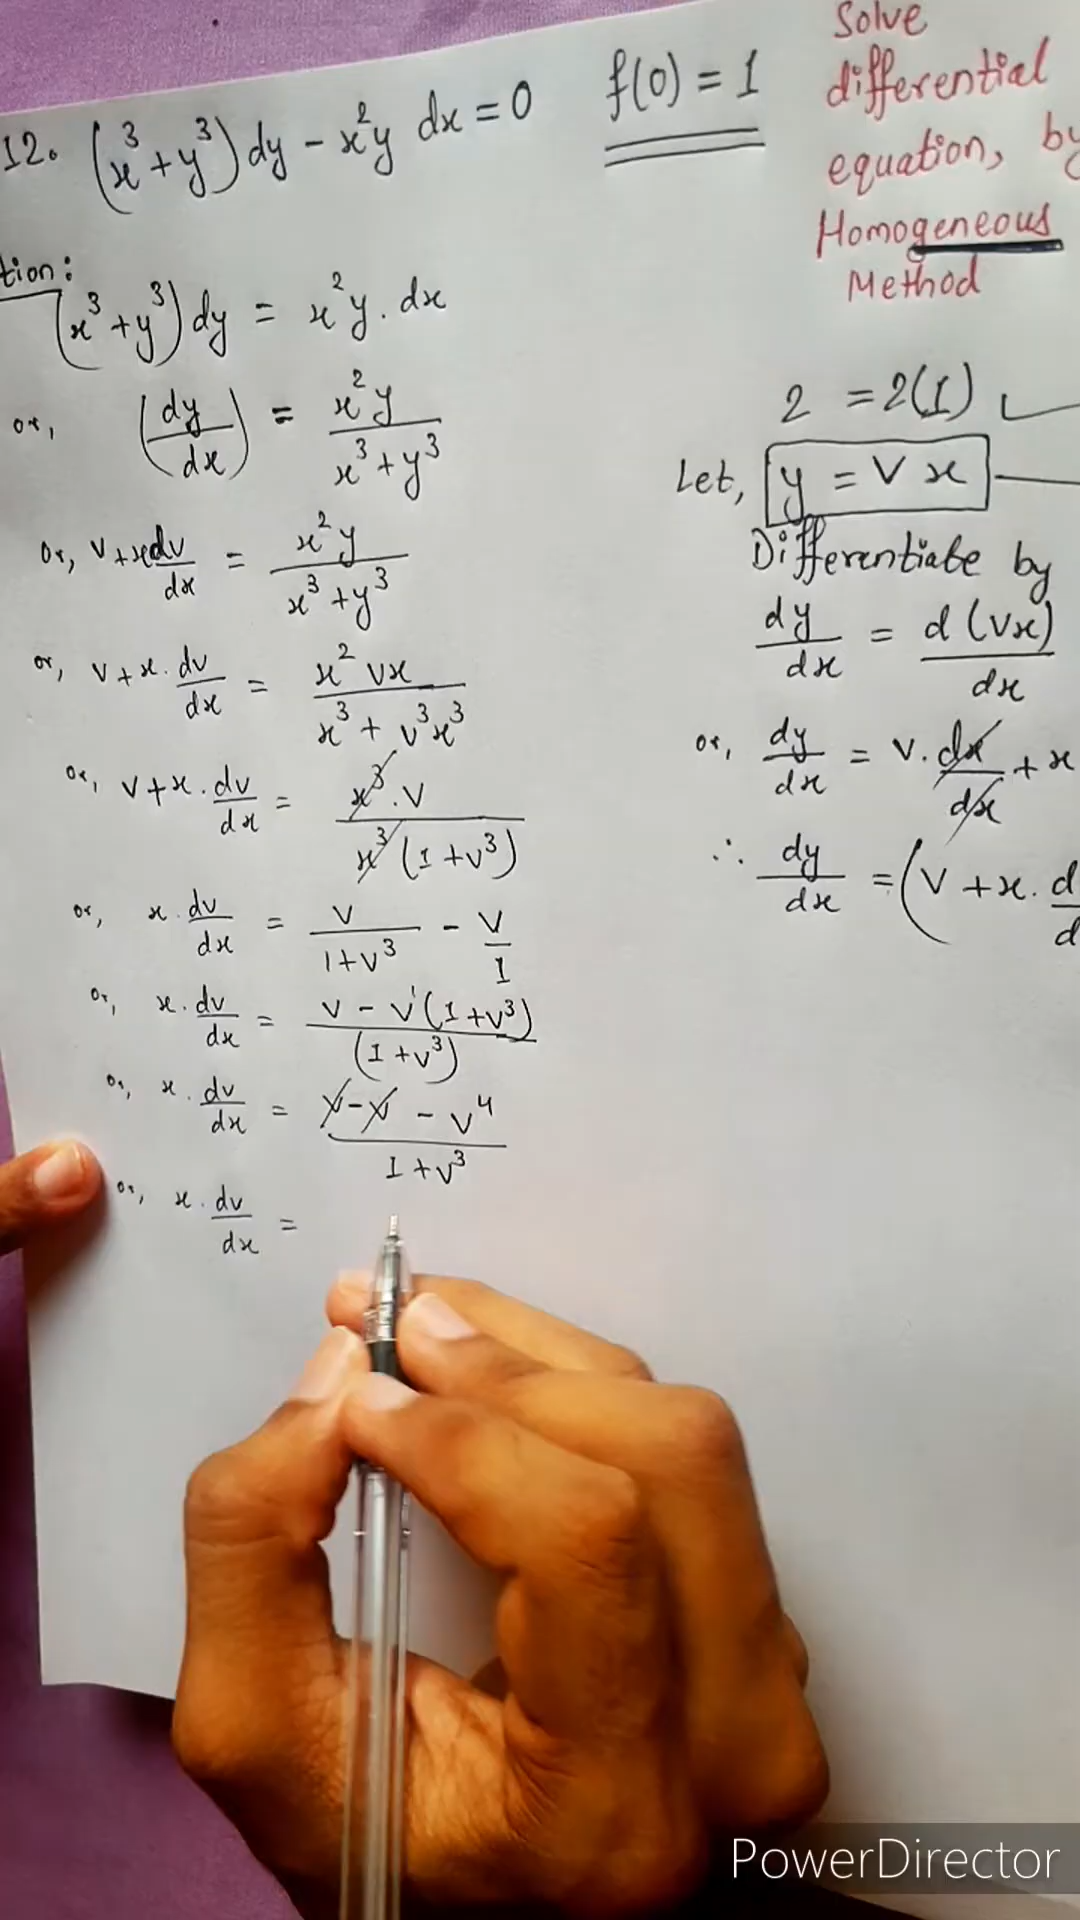 12. (x³+y³)dy - x²y dx = 0 f(0) = 1
Solve
differential
equation, by
Homogeneous
Method
tion:
(x³+y³)dy = x²y. dx
or, (dy/dx) = x²y/x³+y³
or, v+xdv/dx = x²y/x³+y³
or, v+x.dv/dx = x² vx/x³ + v³x³
or, v+x.dv/dx = x³.v/x³(1+v³)
or, x.dv/dx = v/1+v³ - v/1
or, x.dv/dx = v - v(1+v³)/(1+v³)
or, x.dv/dx = v-v - v⁴/1+v³
or, x.dv/dx =
2 = 2(1)
Let, y = vx
Differentiate by
dy/dx = d(vx)/dx
or, dy/dx = v.dx/dx + x
∴ dy/dx = (v + x.d/d
PowerDirector